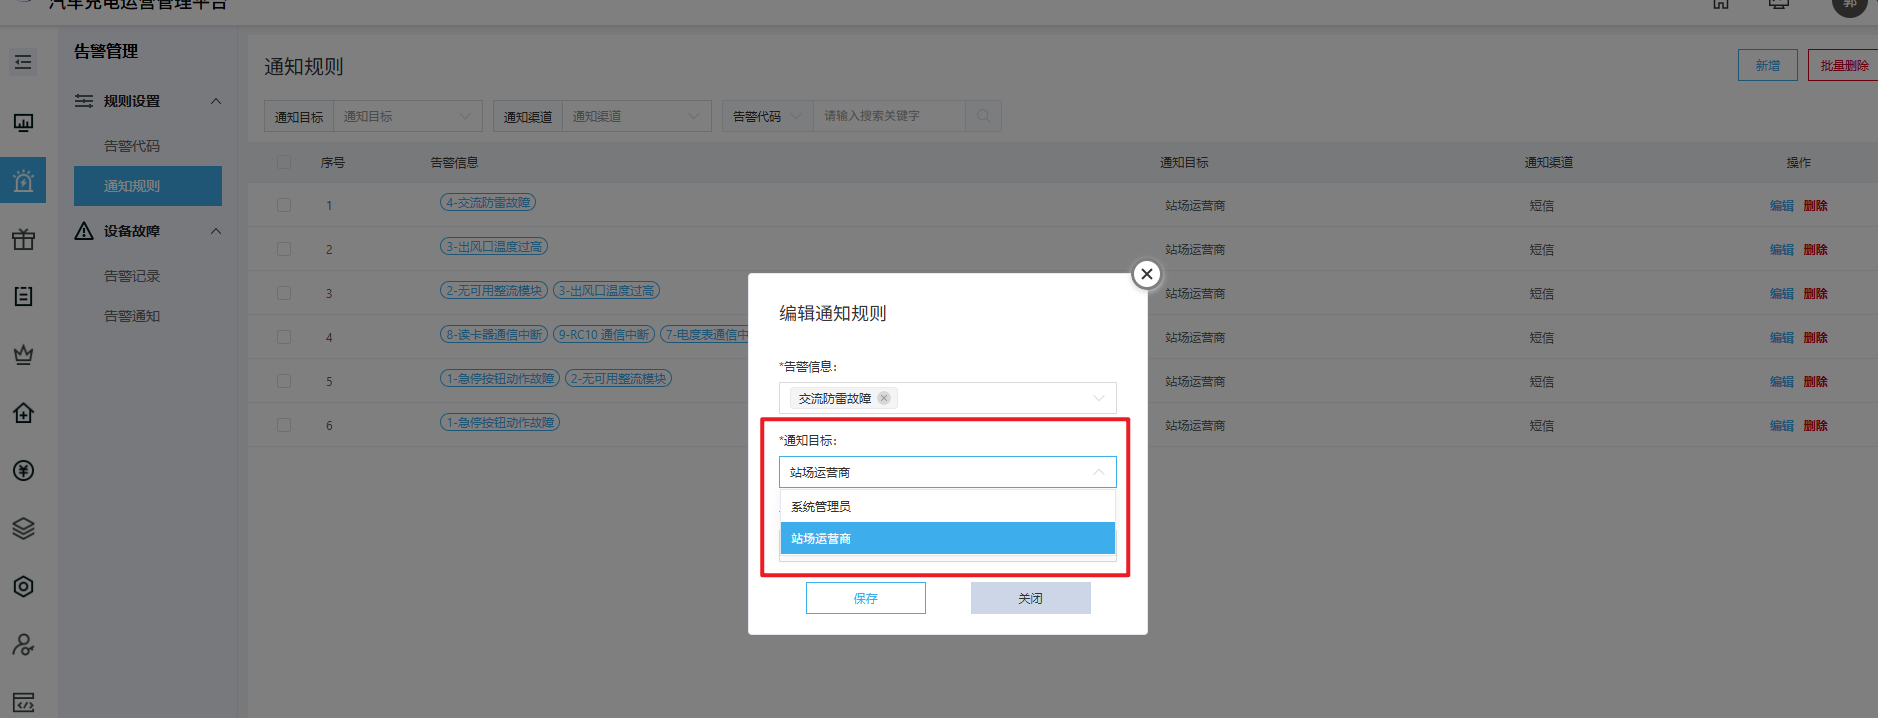 汽车充电运营管理平台
郭
告警管理
规则设置
告警代码
通知规则
设备故障
告警记录
告警通知
通知规则
新增 批量删除
通知目标 通知目标 通知渠道 通知渠道 告警代码 请输入搜索关键字
序号 告警信息 通知目标 通知渠道 操作
1 4-交流防雷故障 站场运营商 短信 编辑 删除
2 3-出风口温度过高 站场运营商 短信 编辑 删除
3 2-无可用整流模块 3-出风口温度过高 站场运营商 短信 编辑 删除
4 8-读卡器通信中断 9-RC10 通信中断 7-电度表通信中 站场运营商 短信 编辑 删除
5 1-急停按钮动作故障 2-无可用整流模块 站场运营商 短信 编辑 删除
6 1-急停按钮动作故障 站场运营商 短信 编辑 删除
编辑通知规则
*告警信息：
交流防雷故障
*通知目标：
站场运营商
系统管理员
站场运营商
保存 关闭